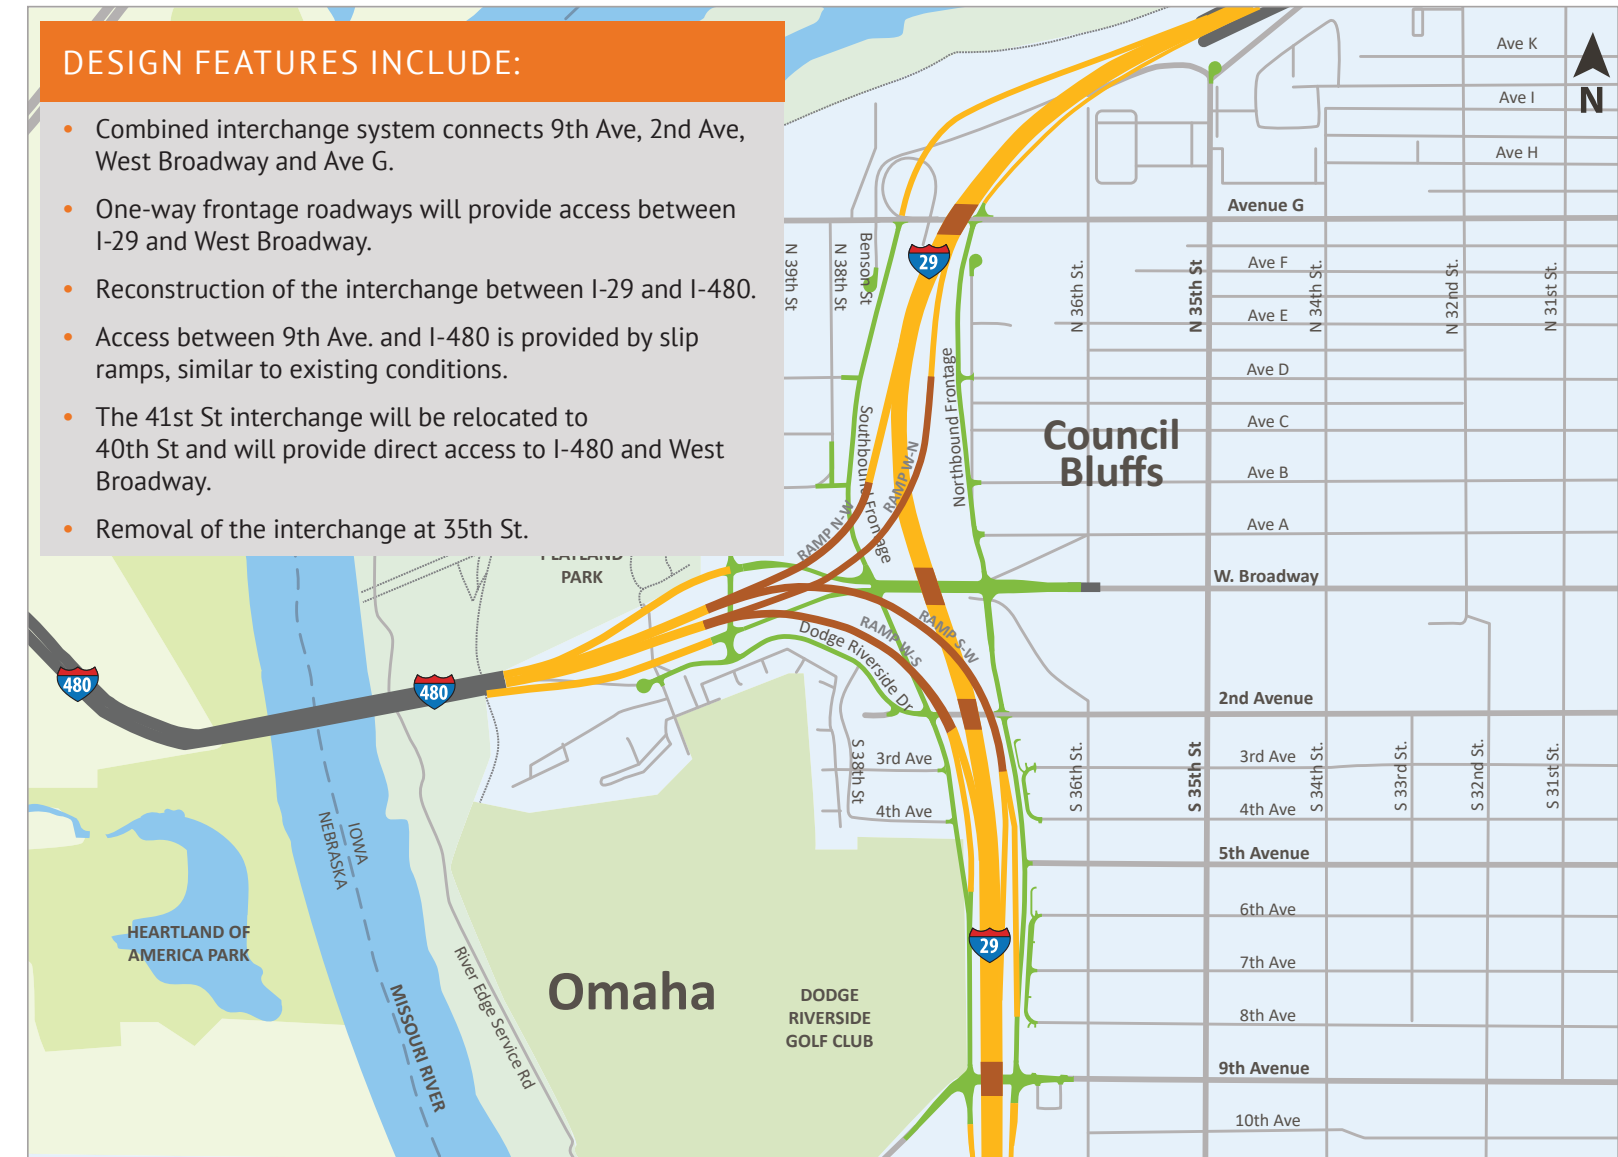 DESIGN FEATURES INCLUDE:
• Combined interchange system connects 9th Ave, 2nd Ave,
West Broadway and Ave G.
• One-way frontage roadways will provide access between
I-29 and West Broadway.
• Reconstruction of the interchange between I-29 and I-480.
• Access between 9th Ave. and I-480 is provided by slip
ramps, similar to existing conditions.
• The 41st St interchange will be relocated to
40th St and will provide direct access to I-480 and West
Broadway.
• Removal of the interchange at 35th St.
N
Ave K
Ave I
Ave H
Avenue G
Ave F
Ave E
Ave D
Ave C
Ave B
Ave A
W. Broadway
2nd Avenue
3rd Ave
4th Ave
5th Avenue
6th Ave
7th Ave
8th Ave
9th Avenue
10th Ave
N 39th St
N 38th St
Benson St
N 36th St.
N 35th St
N 34th St.
N 32nd St.
N 31st St.
29
Southbound Frontage
Northbound Frontage
RAMP N-W
RAMP W-N
RAMP W-S
RAMP S-W
Council
Bluffs
PARK
480
480
Dodge Riverside Dr
S 38th St
3rd Ave
4th Ave
S 36th St.
S 35th St
S 34th St.
S 33rd St.
S 32nd St.
S 31st St.
IOWA
NEBRASKA
HEARTLAND OF
AMERICA PARK
MISSOURI RIVER
River Edge Service Rd
Omaha
DODGE
RIVERSIDE
GOLF CLUB
29